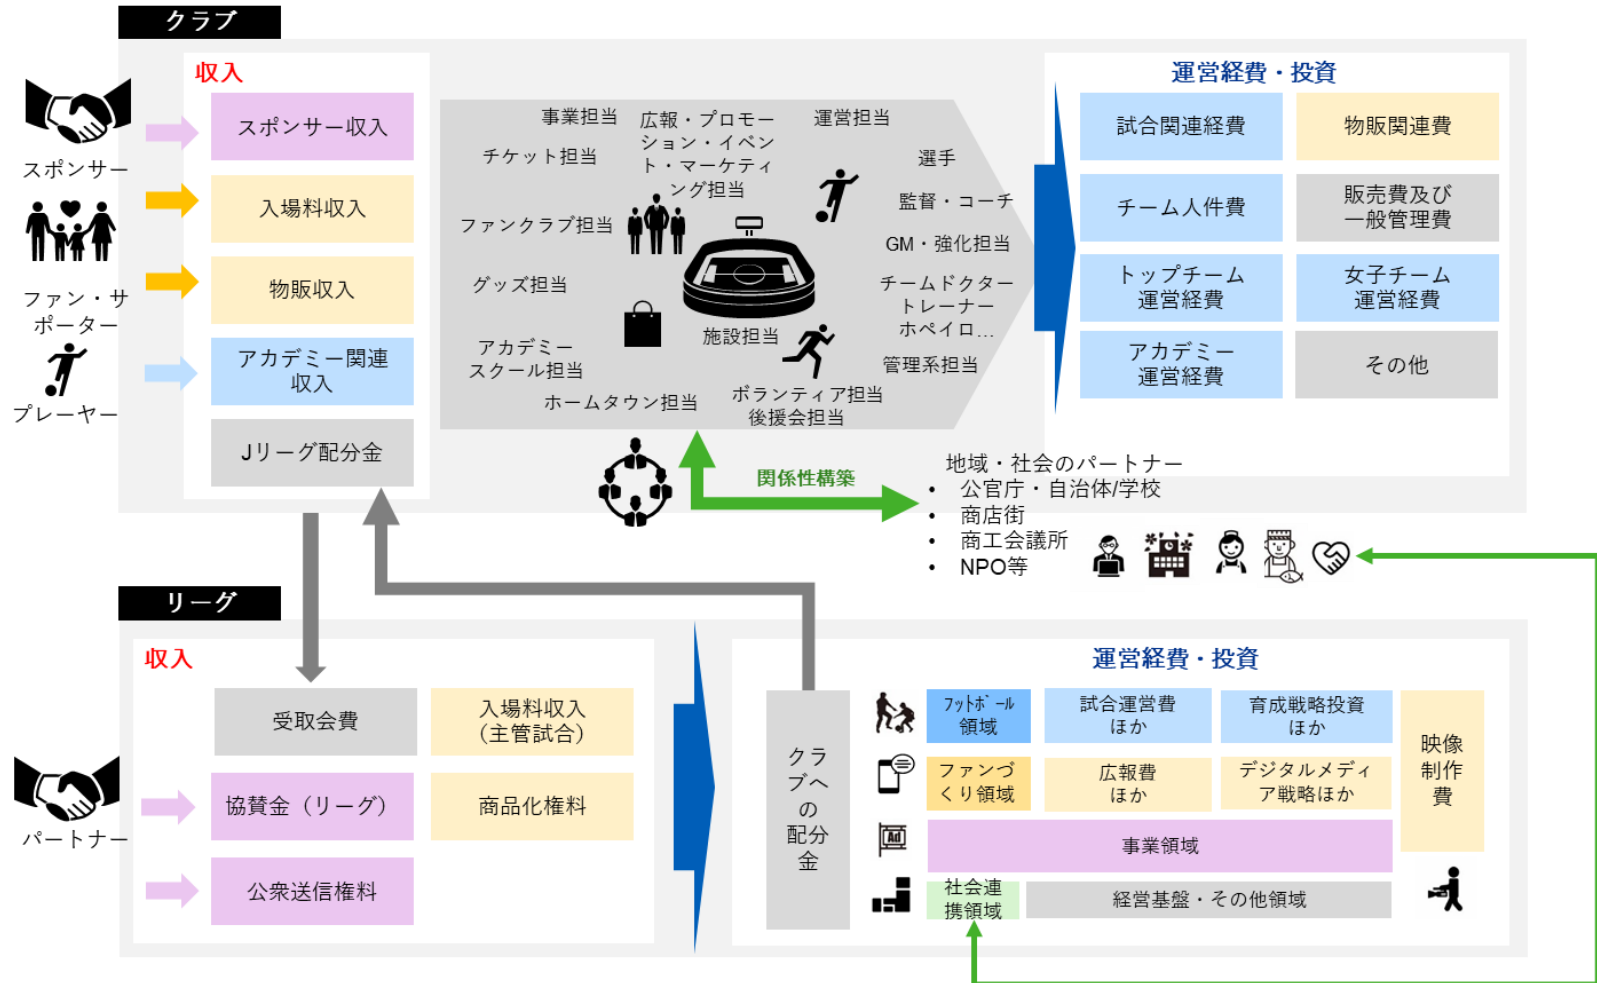 クラブ
収入
スポンサー
スポンサー収入
ファン・サ
ポーター
入場料収入
物販収入
プレーヤー
アカデミー関連
収入
Jリーグ配分金
事業担当
広報・プロモー
ション・イベン
ト・マーケティ
ング担当
運営担当
チケット担当
選手
監督・コーチ
ファンクラブ担当
GM・強化担当
グッズ担当
チームドクター
トレーナー
ホペイロ…
施設担当
アカデミー
スクール担当
管理系担当
ホームタウン担当
ボランティア担当
後援会担当
運営経費・投資
試合関連経費
物販関連費
チーム人件費
販売費及び
一般管理費
トップチーム
運営経費
女子チーム
運営経費
アカデミー
運営経費
その他
関係性構築
地域・社会のパートナー
• 公官庁・自治体/学校
• 商店街
• 商工会議所
• NPO等
リーグ
収入
受取会費
入場料収入
(主管試合)
パートナー
協賛金（リーグ）
商品化権料
公衆送信権料
運営経費・投資
クラ
ブへ
の
配分
金
ﾌｯﾄﾎﾞｰﾙ
領域
試合運営費
ほか
育成戦略投資
ほか
ファンづ
くり領域
広報費
ほか
デジタルメディ
ア戦略ほか
映像
制作
費
Ad
事業領域
社会連
携領域
経営基盤・その他領域